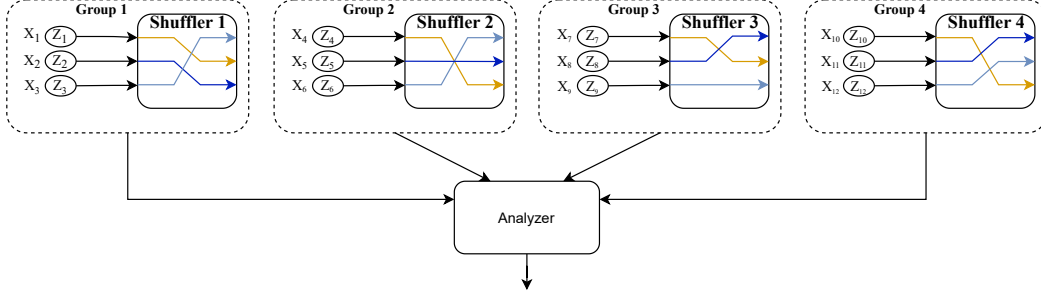 Group 1
Shuffler 1
X1 Z1
X2 Z2
X3 Z3
Group 2
Shuffler 2
X4 Z4
X5 Z5
X6 Z6
Group 3
Shuffler 3
X7 Z7
X8 Z8
X9 Z9
Group 4
Shuffler 4
X10 Z10
X11 Z11
X12 Z12
Analyzer